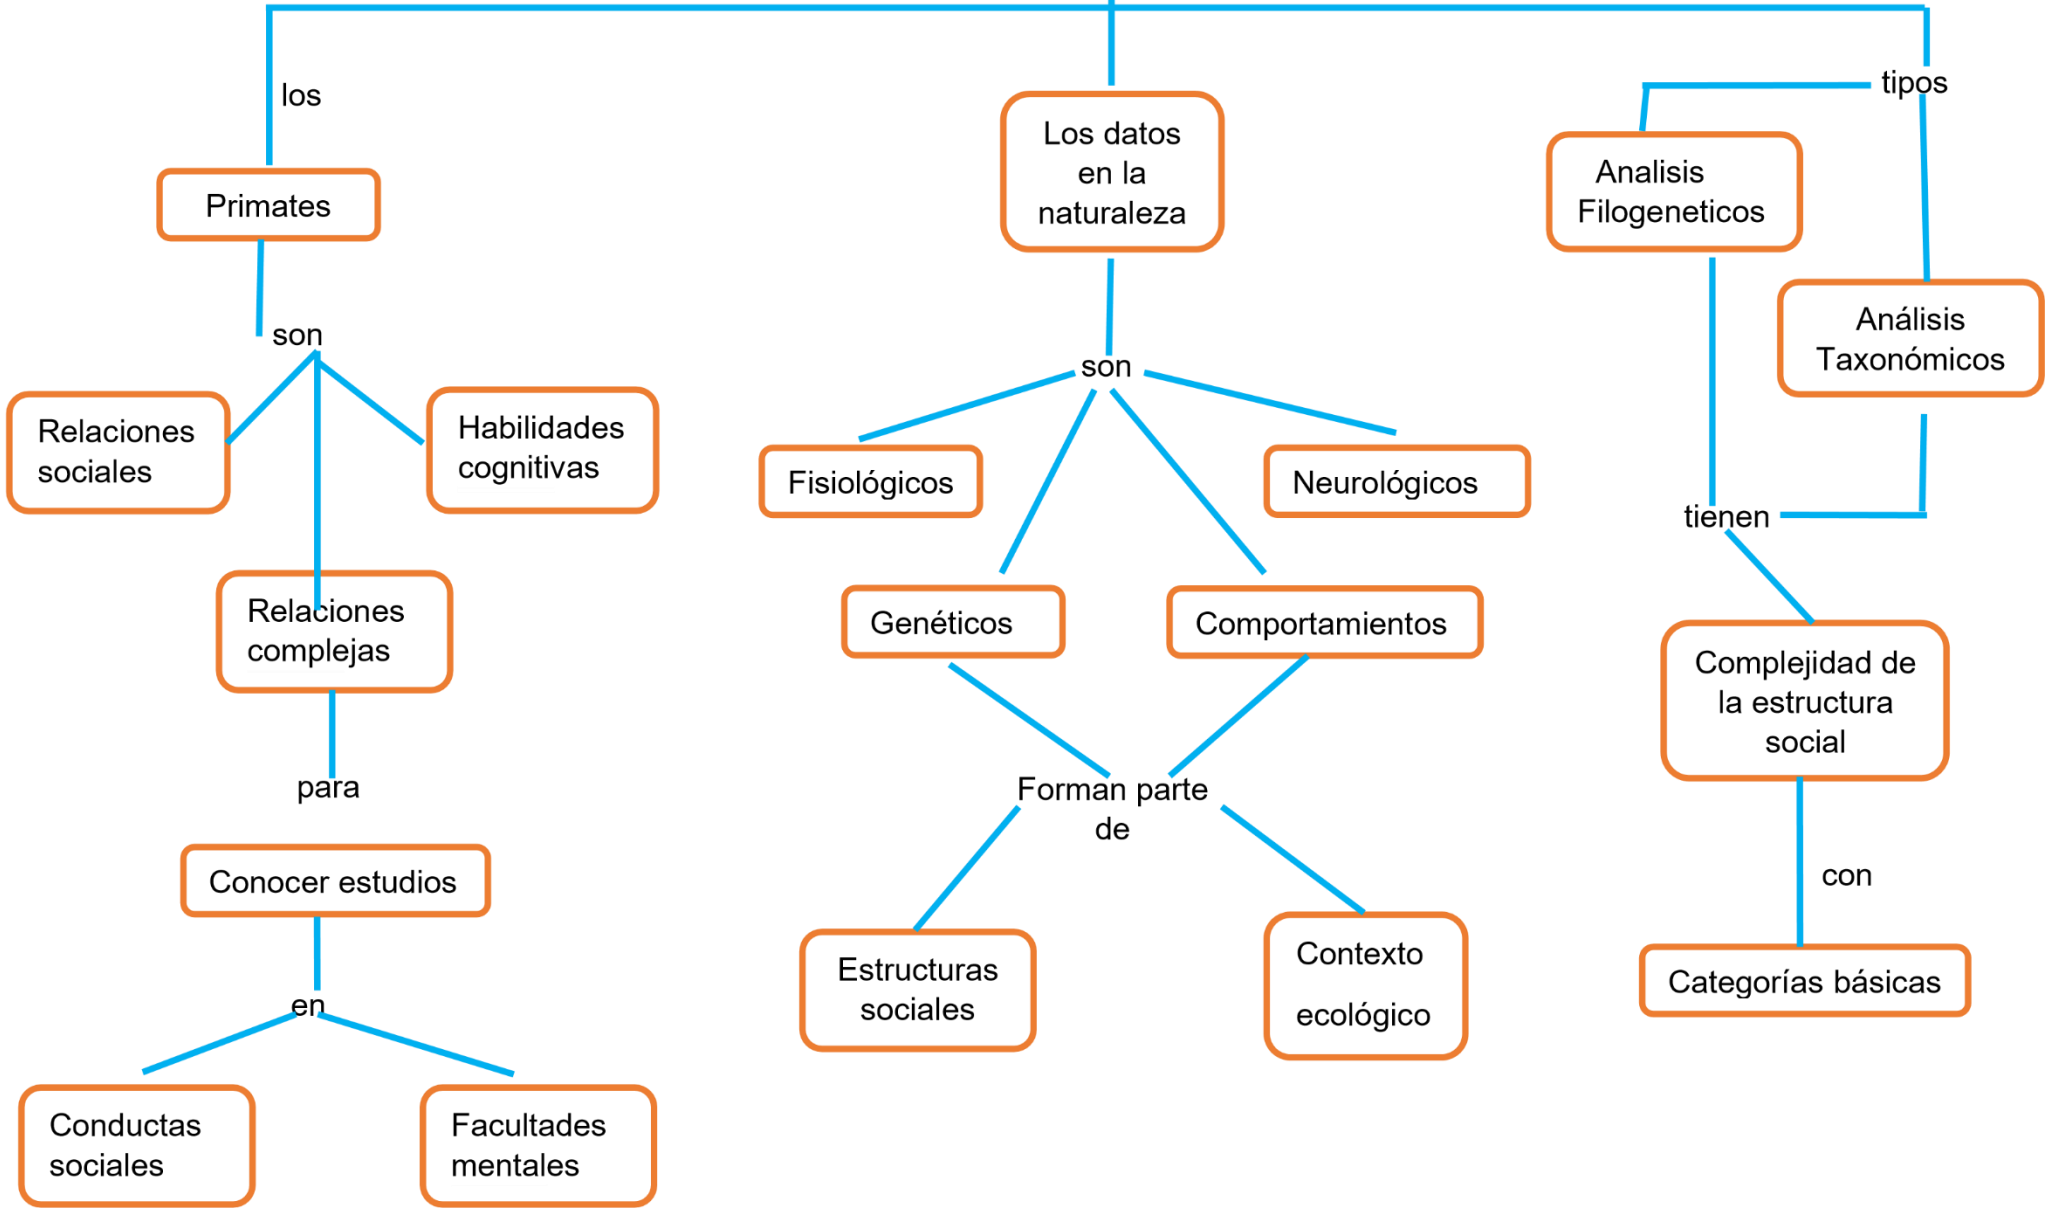 los
Primates
son
Relaciones
sociales
Habilidades
cognitivas
Relaciones
complejas
para
Conocer estudios
en
Conductas
sociales
Facultades
mentales
Los datos
en la
naturaleza
son
Fisiológicos
Neurológicos
Genéticos
Comportamientos
Forman parte
de
Estructuras
sociales
Contexto
ecológico
tipos
Analisis
Filogeneticos
Análisis
Taxonómicos
tienen
Complejidad de
la estructura
social
con
Categorías básicas